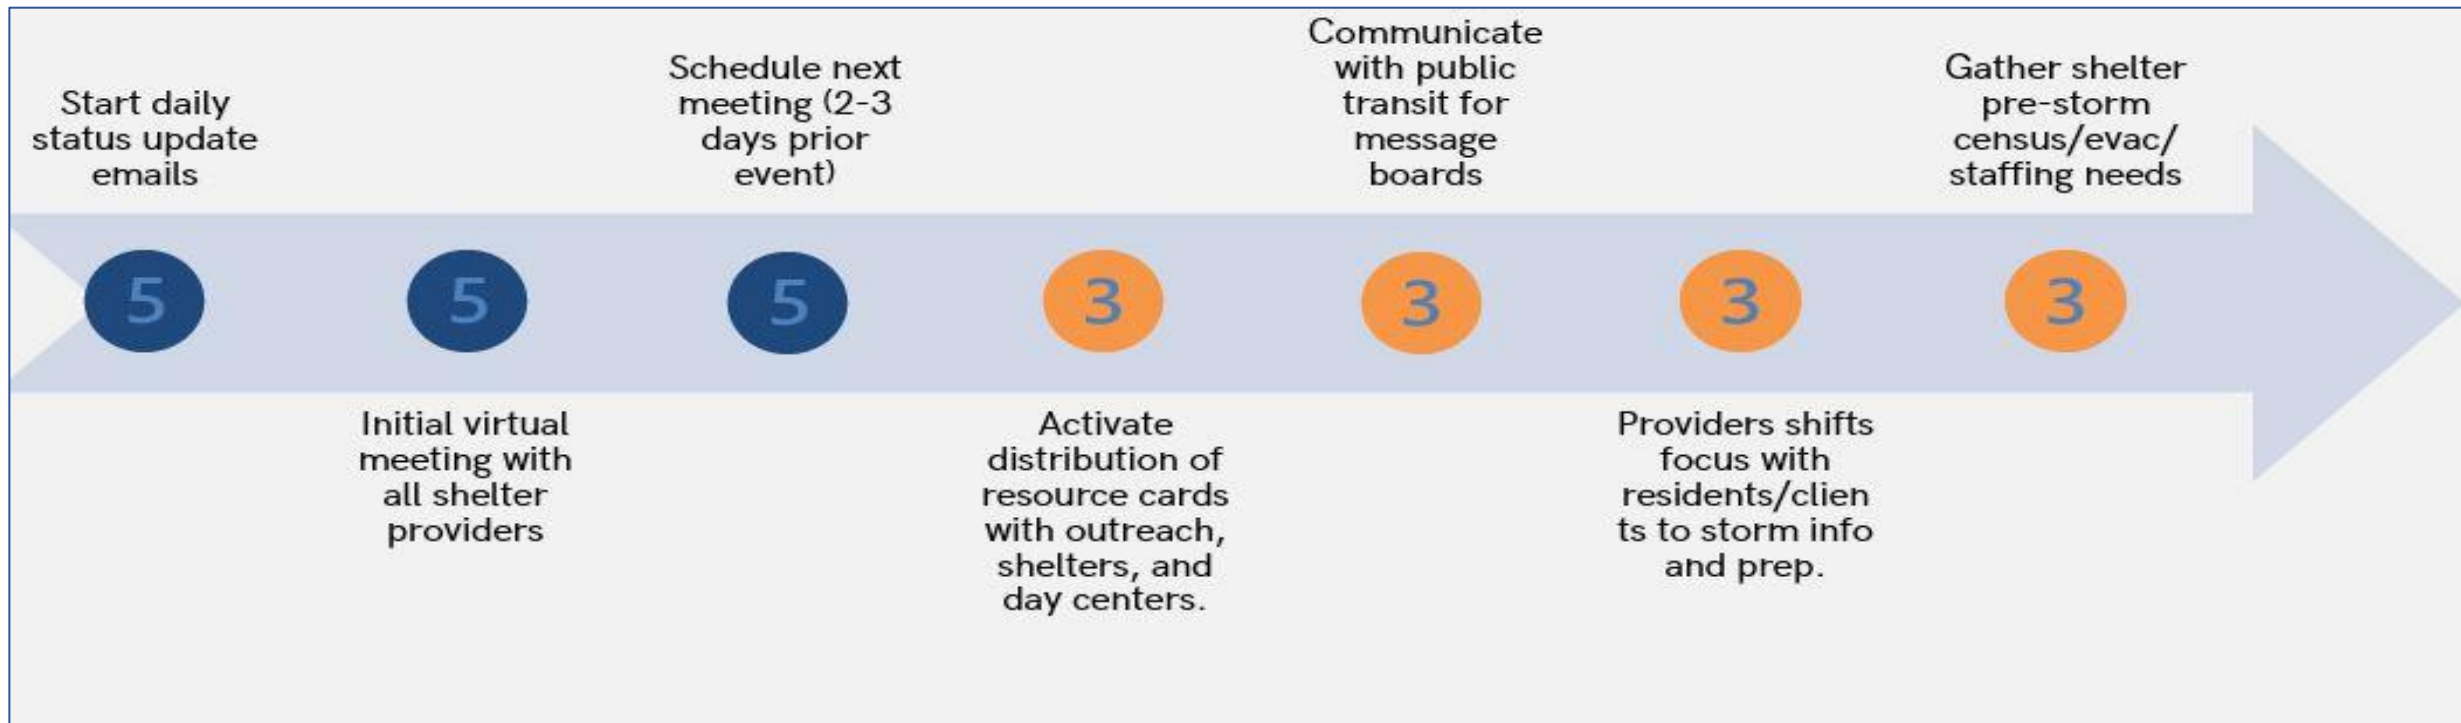 Start daily
status update
emails
5
Initial virtual
meeting with
all shelter
providers
5
Schedule next
meeting (2-3
days prior
event)
5
Activate
distribution of
resource cards
with outreach,
shelters, and
day centers.
3
Communicate
with public
transit for
message
boards
3
Providers shifts
focus with
residents/clien
ts to storm info
and prep.
3
Gather shelter
pre-storm
census/evac/
staffing needs
3